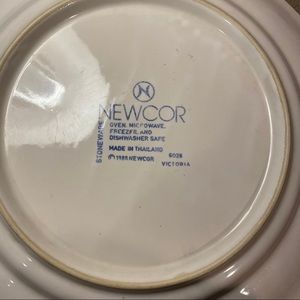 N
NEWCOR
STONEWARE
OVEN, MICROWAVE,
FREEZER, AND
DISHWASHER SAFE
MADE IN THAILAND
© 1988 NEWCOR
6028
VICTORIA